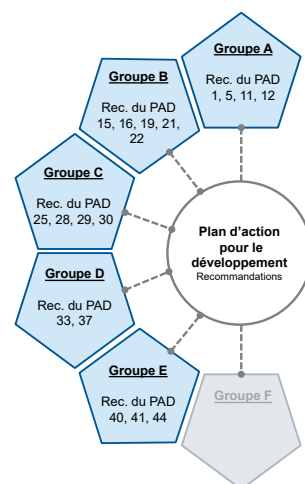 Groupe A
Rec. du PAD
1, 5, 11, 12
Groupe B
Rec. du PAD
15, 16, 19, 21,
22
Groupe C
Rec. du PAD
25, 28, 29, 30
Groupe D
Rec. du PAD
33, 37
Groupe E
Rec. du PAD
40, 41, 44
Groupe F
Plan d’action
pour le
développement
Recommandations